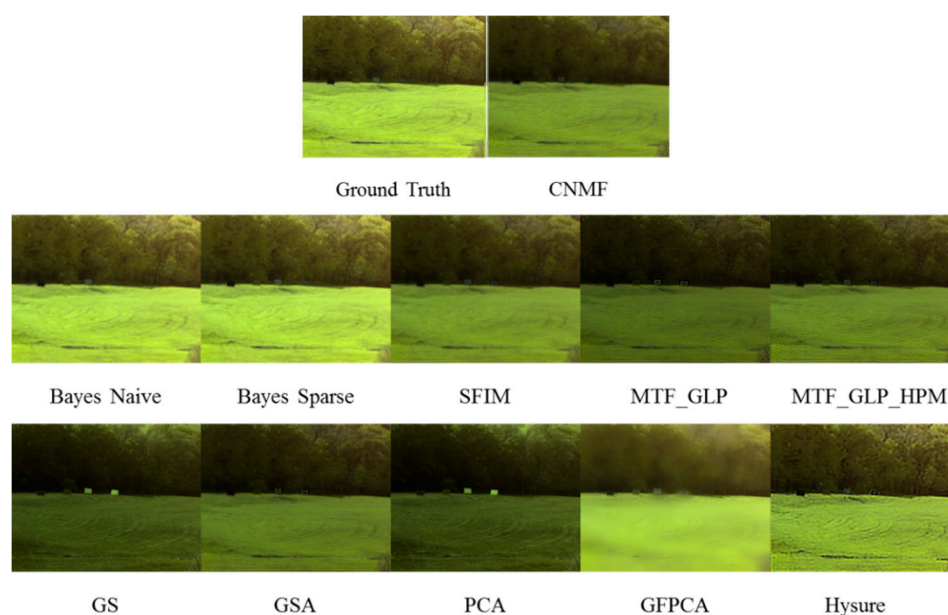 Ground Truth CNMF
Bayes Naive Bayes Sparse SFIM MTF_GLP MTF_GLP_HPM
GS GSA PCA GFPCA Hysure